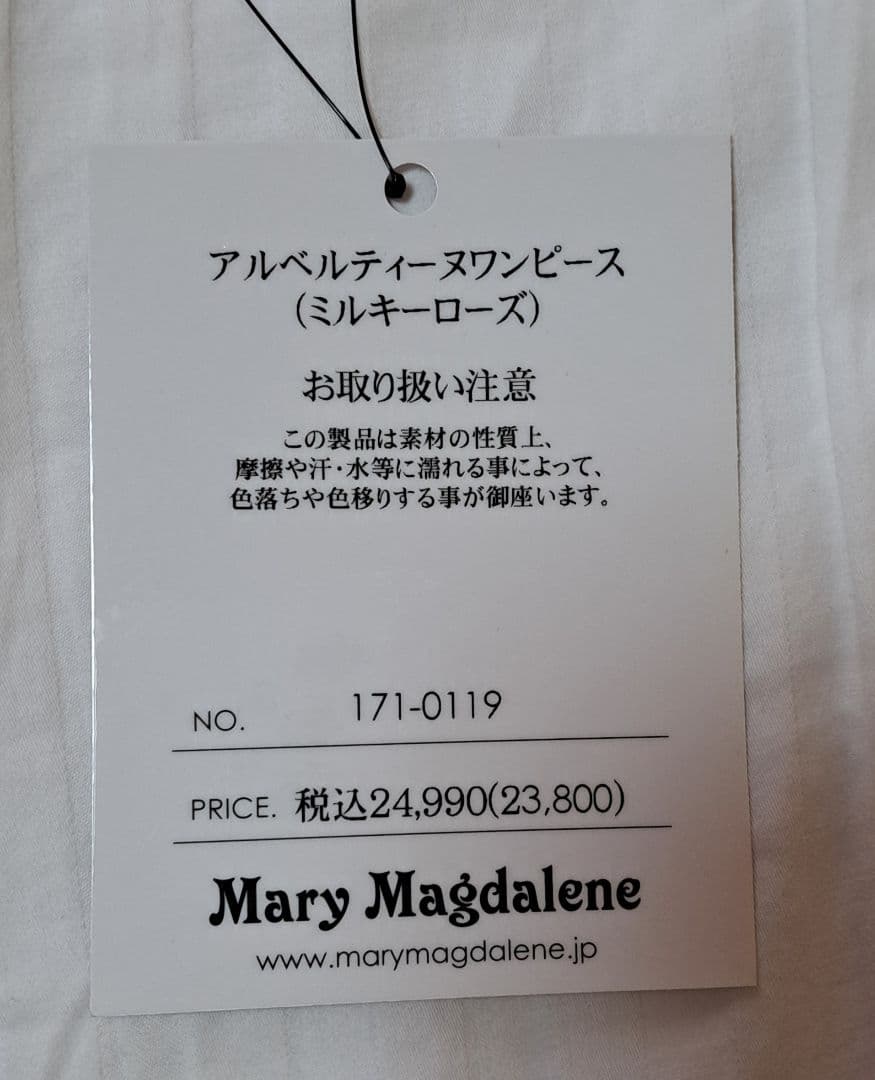 アルベルティーヌワンピース
(ミルキーローズ)
お取り扱い注意
この製品は素材の性質上、
摩擦や汗・水等に濡れる事によって、
色落ちや色移りする事が御座います。
NO. 171-0119
PRICE. 税込24,990(23,800)
Mary Magdalene
www.marymagdalene.jp